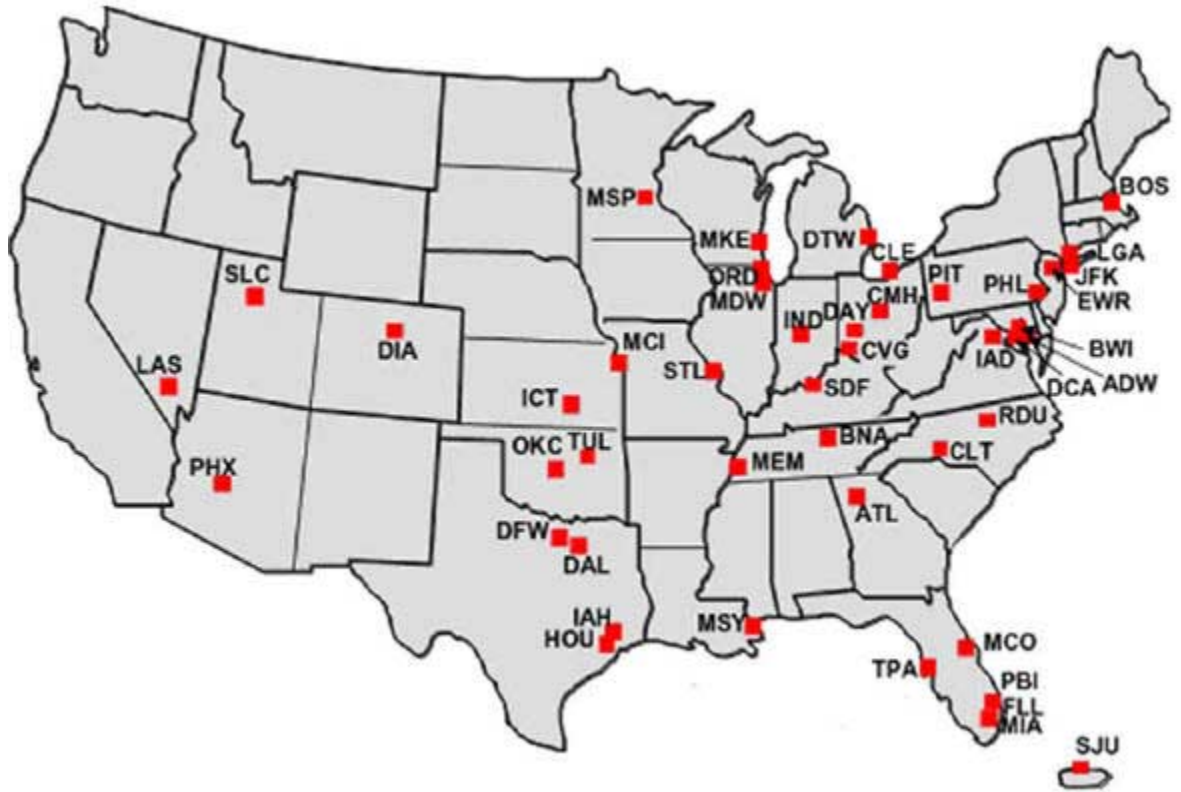 BOS
MSP
MKE
DTW
CLE
LGA
ORD
JFK
SLC
PIT
PHL
EWR
MDW
CMH
DAY
IND
DIA
MCI
CVG
IAD
BWI
LAS
STL
SDF
DCA
ADW
ICT
RDU
OKC
TUL
BNA
CLT
PHX
MEM
ATL
DFW
DAL
IAH
HOU
MSY
MCO
TPA
PBI
FLL
MIA
SJU